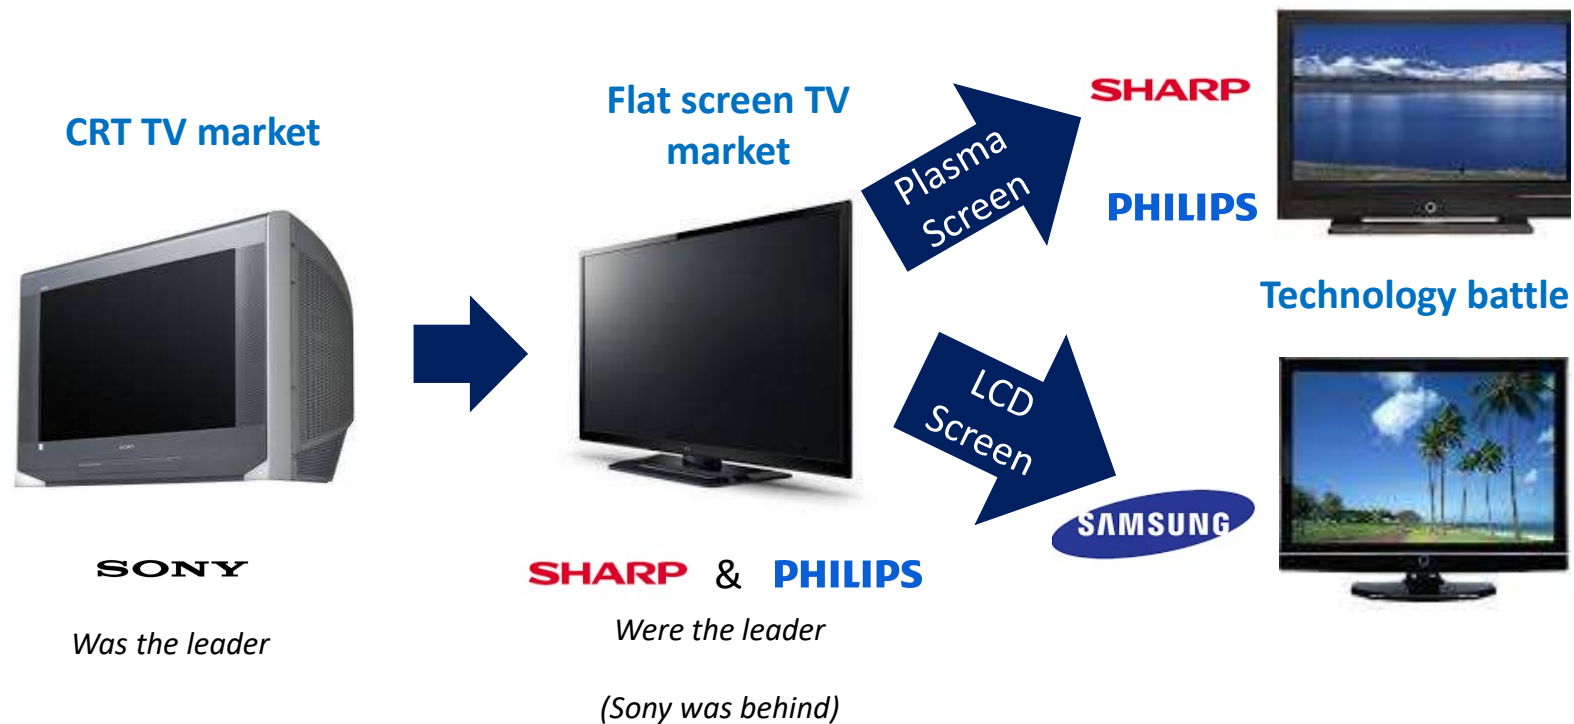 CRT TV market
SONY
Was the leader
Flat screen TV
market
SHARP & PHILIPS
Were the leader
(Sony was behind)
Plasma
Screen
SHARP
PHILIPS
Technology battle
LCD
Screen
SAMSUNG
SONY